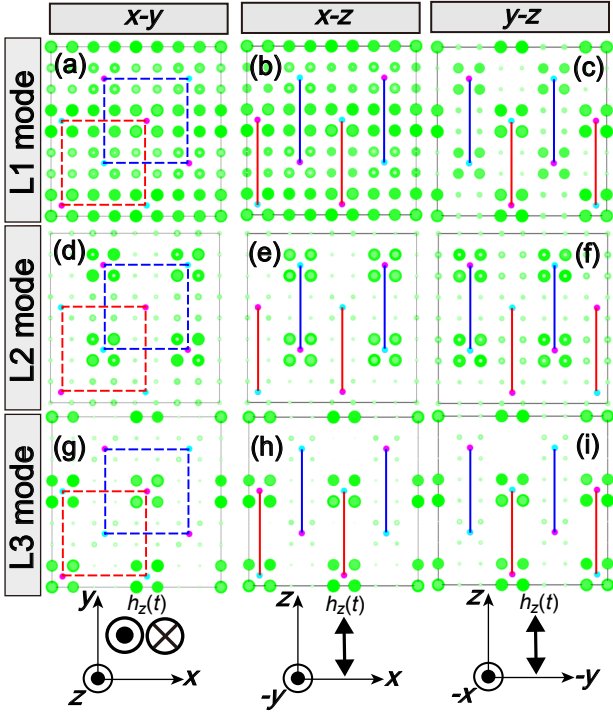 x-y x-z y-z
L1 mode (a) (b) (c)
L2 mode (d) (e) (f)
L3 mode (g) (h) (i)
y h_z(t) z h_z(t) z h_z(t)
z x -y x -x -y